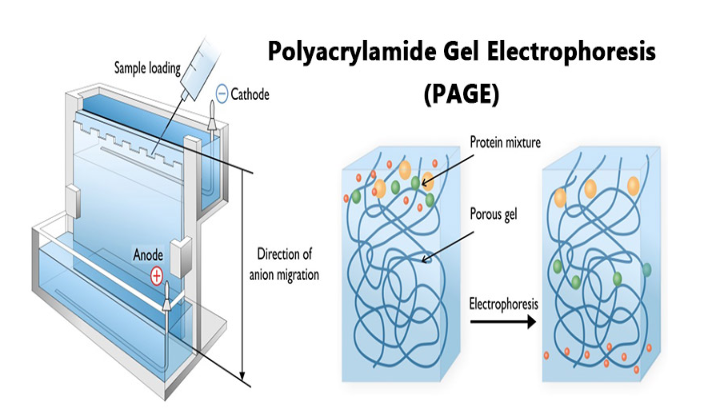 Polyacrylamide Gel Electrophoresis
(PAGE)
Sample loading
− Cathode
Anode
+
Direction of
anion migration
Protein mixture
Porous gel
Electrophoresis